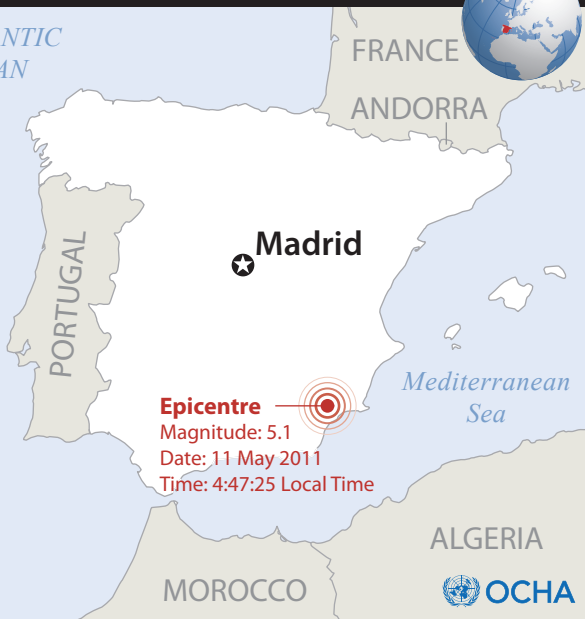 NTIC
AN
FRANCE
ANDORRA
Madrid
PORTUGAL
Mediterranean
Sea
Epicentre
Magnitude: 5.1
Date: 11 May 2011
Time: 4:47:25 Local Time
ALGERIA
MOROCCO
OCHA